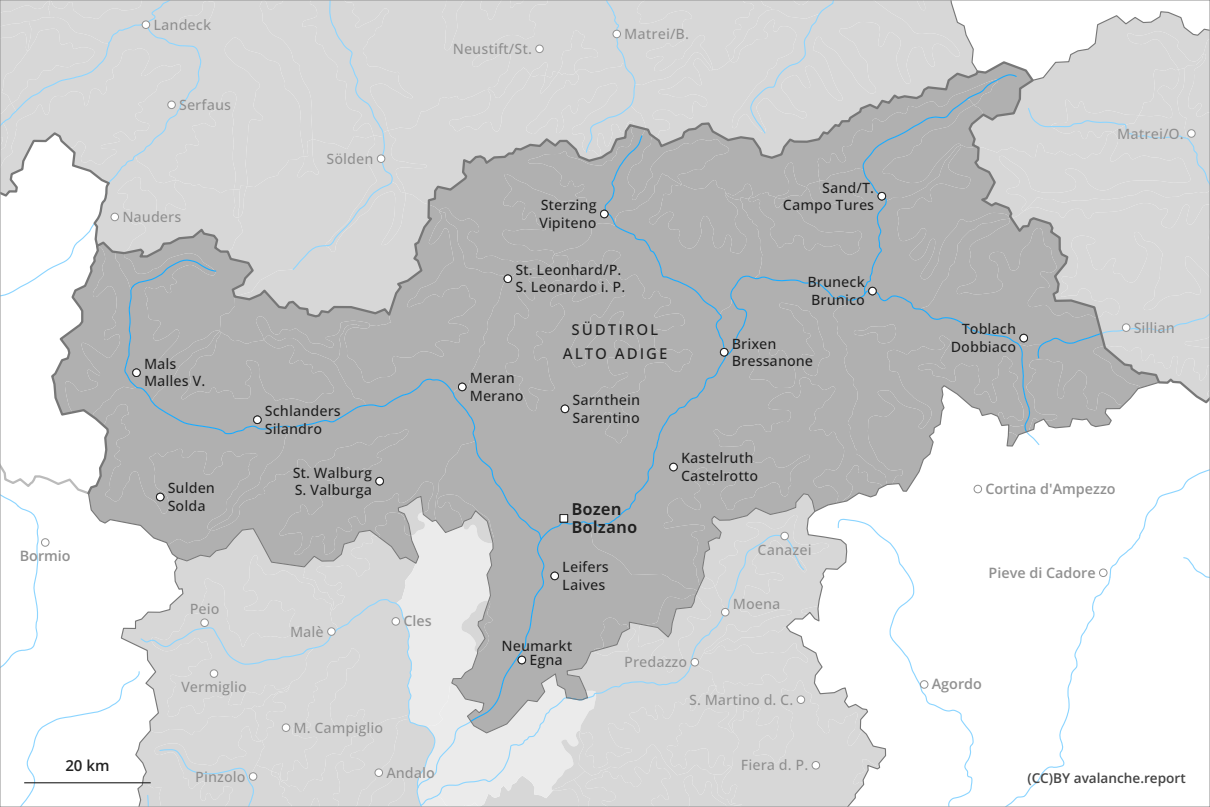 Landeck
Matrei/B.
Neustift/St.
Serfaus
Matrei/O.
Sölden
Sand/T.
Campo Tures
Sterzing
Vipiteno
Nauders
St. Leonhard/P.
S. Leonardo i. P.
Bruneck
Brunico
SÜDTIROL
ALTO ADIGE
Toblach
Dobbiaco
Sillian
Brixen
Bressanone
Mals
Malles V.
Meran
Merano
Sarnthein
Sarentino
Schlanders
Silandro
Kastelruth
Castelrotto
St. Walburg
S. Valburga
Sulden
Solda
Cortina d'Ampezzo
Bozen
Bolzano
Bormio
Canazei
Leifers
Laives
Pieve di Cadore
Peio
Moena
Malè
Cles
Neumarkt
Egna
Predazzo
Vermiglio
Agordo
S. Martino d. C.
M. Campiglio
20 km
Fiera d. P.
Pinzolo
Andalo
(CC)BY avalanche.report